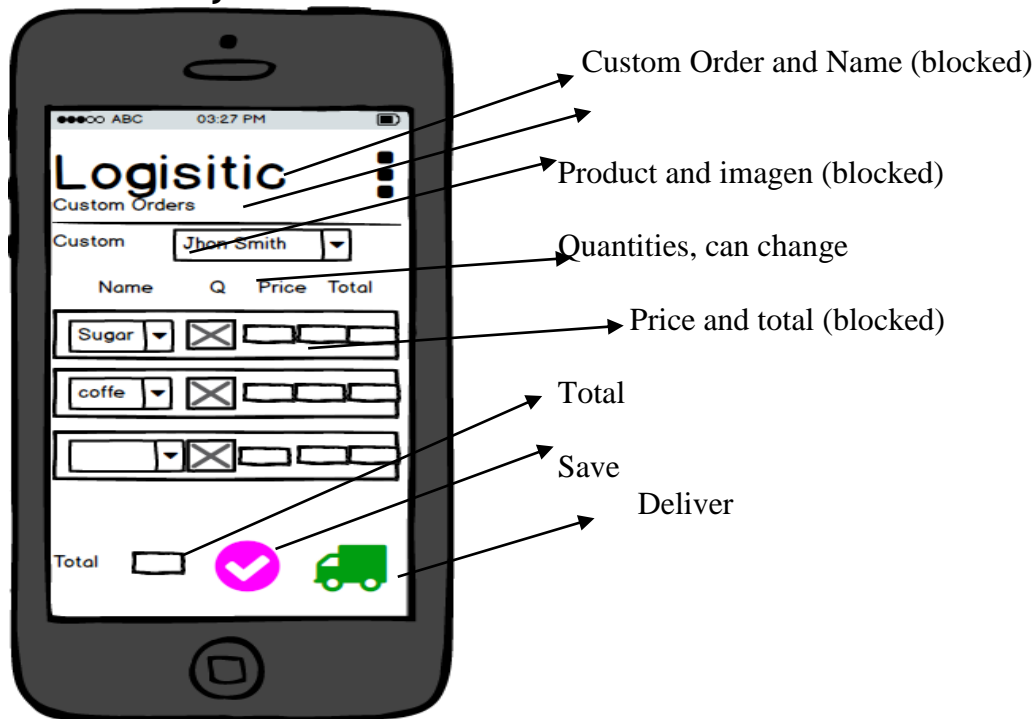 ABC 03:27 PM
Logisitic
Custom Orders
Custom Jhon Smith
Name Q Price Total
Sugar
coffe
Total
Custom Order and Name (blocked)
Product and imagen (blocked)
Quantities, can change
Price and total (blocked)
Total
Save
Deliver